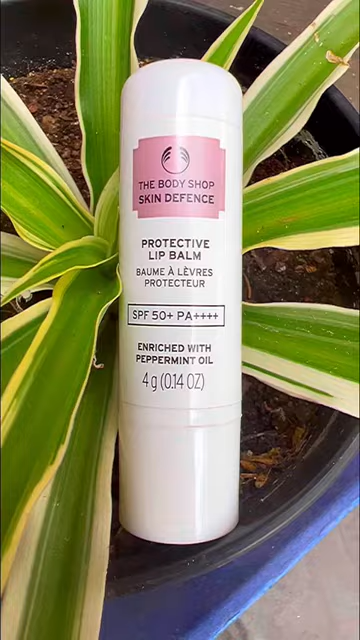 THE BODY SHOP
SKIN DEFENCE
PROTECTIVE
LIP BALM
BAUME À LÈVRES
PROTECTEUR
SPF 50+ PA++++
ENRICHED WITH
PEPPERMINT OIL
4 g (0.14 OZ)